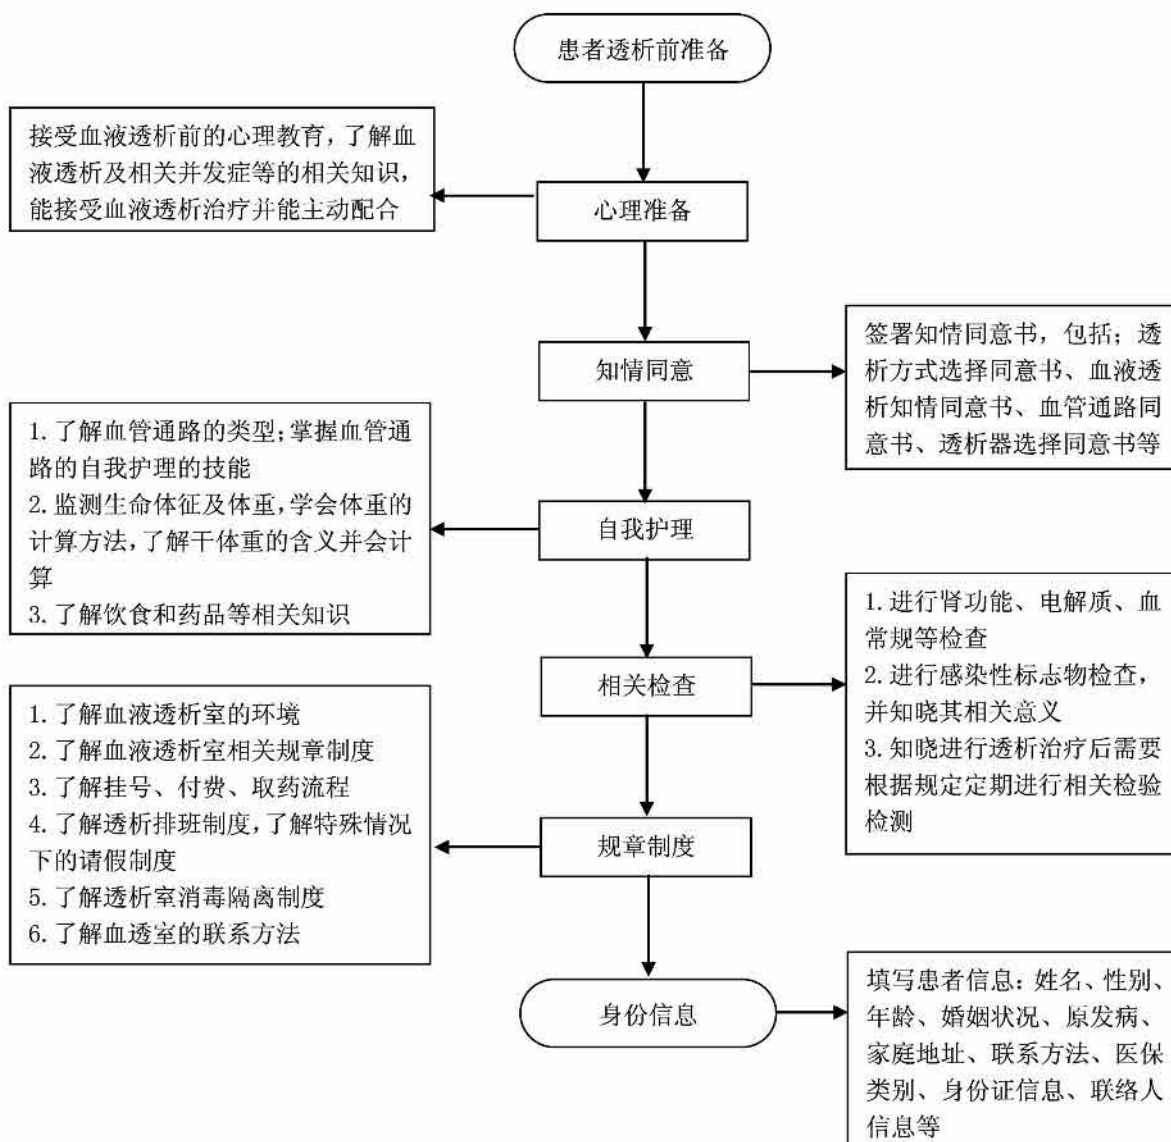 患者透析前准备
接受血液透析前的心理教育，了解血
液透析及相关并发症等的相关知识，
能接受血液透析治疗并能主动配合
心理准备
知情同意
签署知情同意书，包括；透
析方式选择同意书、血液透
析知情同意书、血管通路同
意书、透析器选择同意书等
1. 了解血管通路的类型；掌握血管通
路的自我护理的技能
2. 监测生命体征及体重，学会体重的
计算方法，了解干体重的含义并会计
算
3. 了解饮食和药品等相关知识
自我护理
相关检查
1. 进行肾功能、电解质、血
常规等检查
2. 进行感染性标志物检查，
并知晓其相关意义
3. 知晓进行透析治疗后需要
根据规定定期进行相关检验
检测
1. 了解血液透析室的环境
2. 了解血液透析室相关规章制度
3. 了解挂号、付费、取药流程
4. 了解透析排班制度，了解特殊情况
下的请假制度
5. 了解透析室消毒隔离制度
6. 了解血透室的联系方法
规章制度
身份信息
填写患者信息：姓名、性别、
年龄、婚姻状况、原发病、
家庭地址、联系方法、医保
类别、身份证信息、联络人
信息等